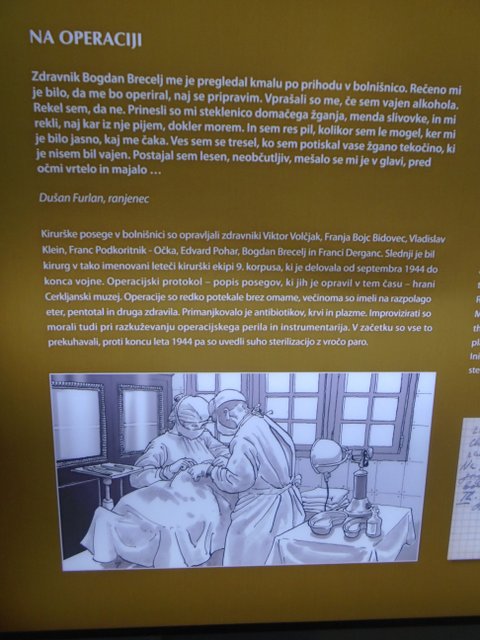 NA OPERACIJI
Zdravnik Bogdan Brecelj me je pregledal kmalu po prihodu v bolnišnico. Rečeno mi
je bilo, da me bo operiral, naj se pripravim. Vprašali so me, če sem vajen alkohola.
Rekel sem, da ne. Prinesli so mi steklenico domačega žganja, menda slivovke, in mi
rekli, naj kar iz nje pijem, dokler morem. In sem res pil, kolikor sem le mogel, ker mi
je bilo jasno, kaj me čaka. Ves sem se tresel, ko sem potiskal vase žgano tekočino, ki
je nisem bil vajen. Postajal sem lesen, neobčutljiv, mešalo se mi je v glavi, pred
očmi vrtelo in majalo ...
Dušan Furlan, ranjenec
Kirurške posege v bolnišnici so opravljali zdravniki Viktor Volčjak, Franja Bojc Bidovec, Vladislav
Klein, Franc Podkoritnik - Očka, Edvard Pohar, Bogdan Brecelj in Franci Derganc. Slednji je bil
kirurg v tako imenovani leteči kirurški ekipi 9. korpusa, ki je delovala od septembra 1944 do
konca vojne. Operacijski protokol – popis posegov, ki jih je opravil v tem času – hrani
Cerkljanski muzej. Operacije so redko potekale brez omame, večinoma so imeli na razpolago
eter, pentotal in druga zdravila. Primanjkovalo je antibiotikov, krvi in plazme. Improvizirati so
morali tudi pri razkuževanju operacijskega perila in instrumentarija. V začetku so vse to
prekuhavali, proti koncu leta 1944 pa so uvedli suho sterilizacijo z vročo paro.